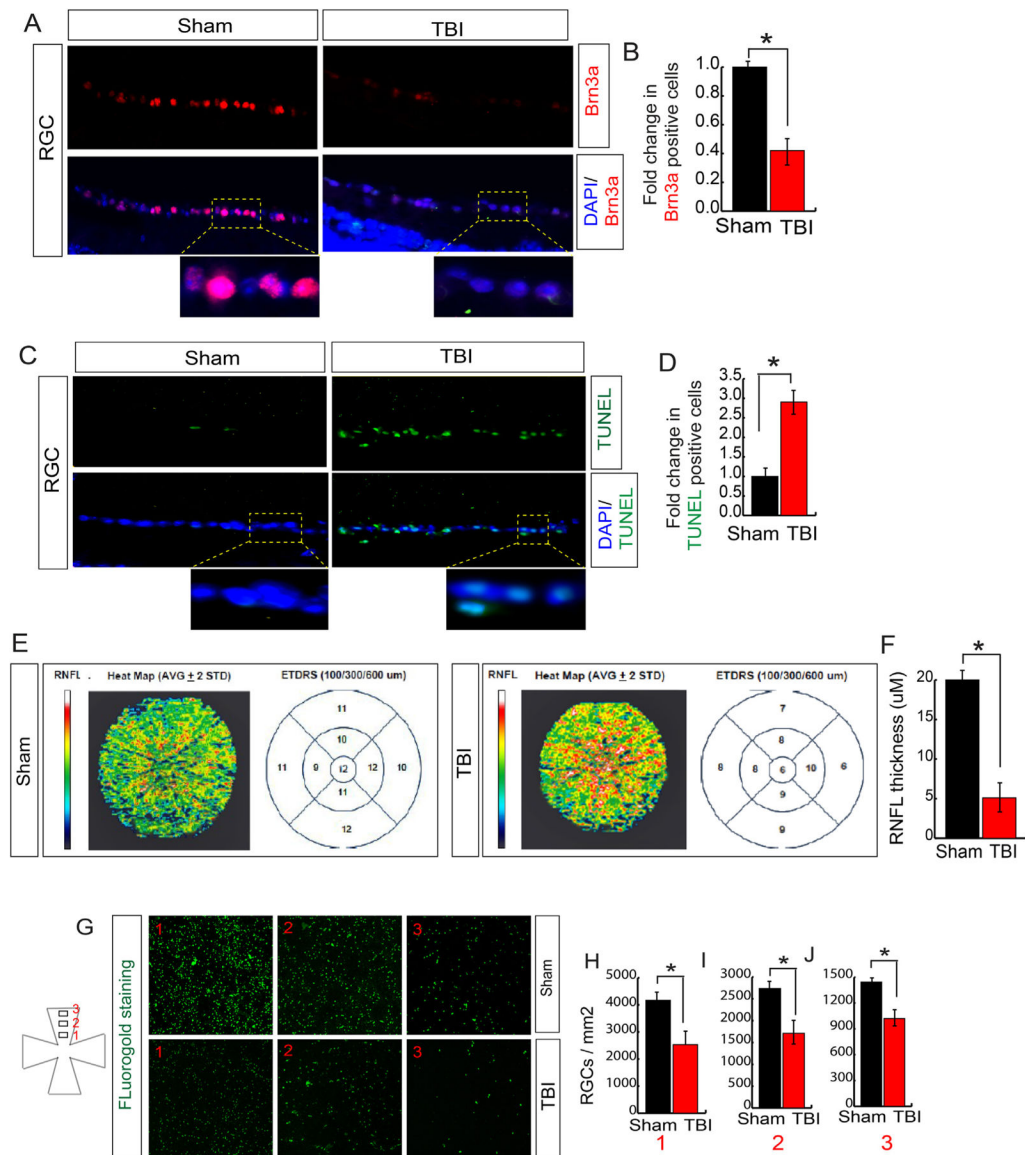 A
Sham
TBI
RGC
Brn3a
DAPI/
Brn3a
B
Fold change in
Brn3a positive cells
1.0
0.8
0.6
0.4
0.2
0.0
*
Sham TBI
C
Sham
TBI
RGC
TUNEL
DAPI/
TUNEL
D
Fold change in
TUNEL positive cells
3.5
3.0
2.5
2.0
1.5
1.0
0.5
0.0
*
Sham TBI
E
Sham
RNFL .
Heat Map (AVG ± 2 STD)
ETDRS (100/300/600 um)
11
10
11 9 12 12 10
11
12
TBI
RNFL
Heat Map (AVG ± 2 STD)
ETDRS (100/300/600 um)
7
8
8 8 6 10 6
9
9
F
RNFL thickness (uM)
20
15
10
5
0
*
Sham TBI
G
3
2
1
FLuorogold staining
1 2 3
Sham
1 2 3
TBI
H
RGCs / mm2
5000
4000
3000
2000
1000
0
*
Sham TBI
1
I
3000
2500
2000
1500
1000
500
0
*
Sham TBI
2
J
1500
1200
900
600
300
0
*
Sham TBI
3